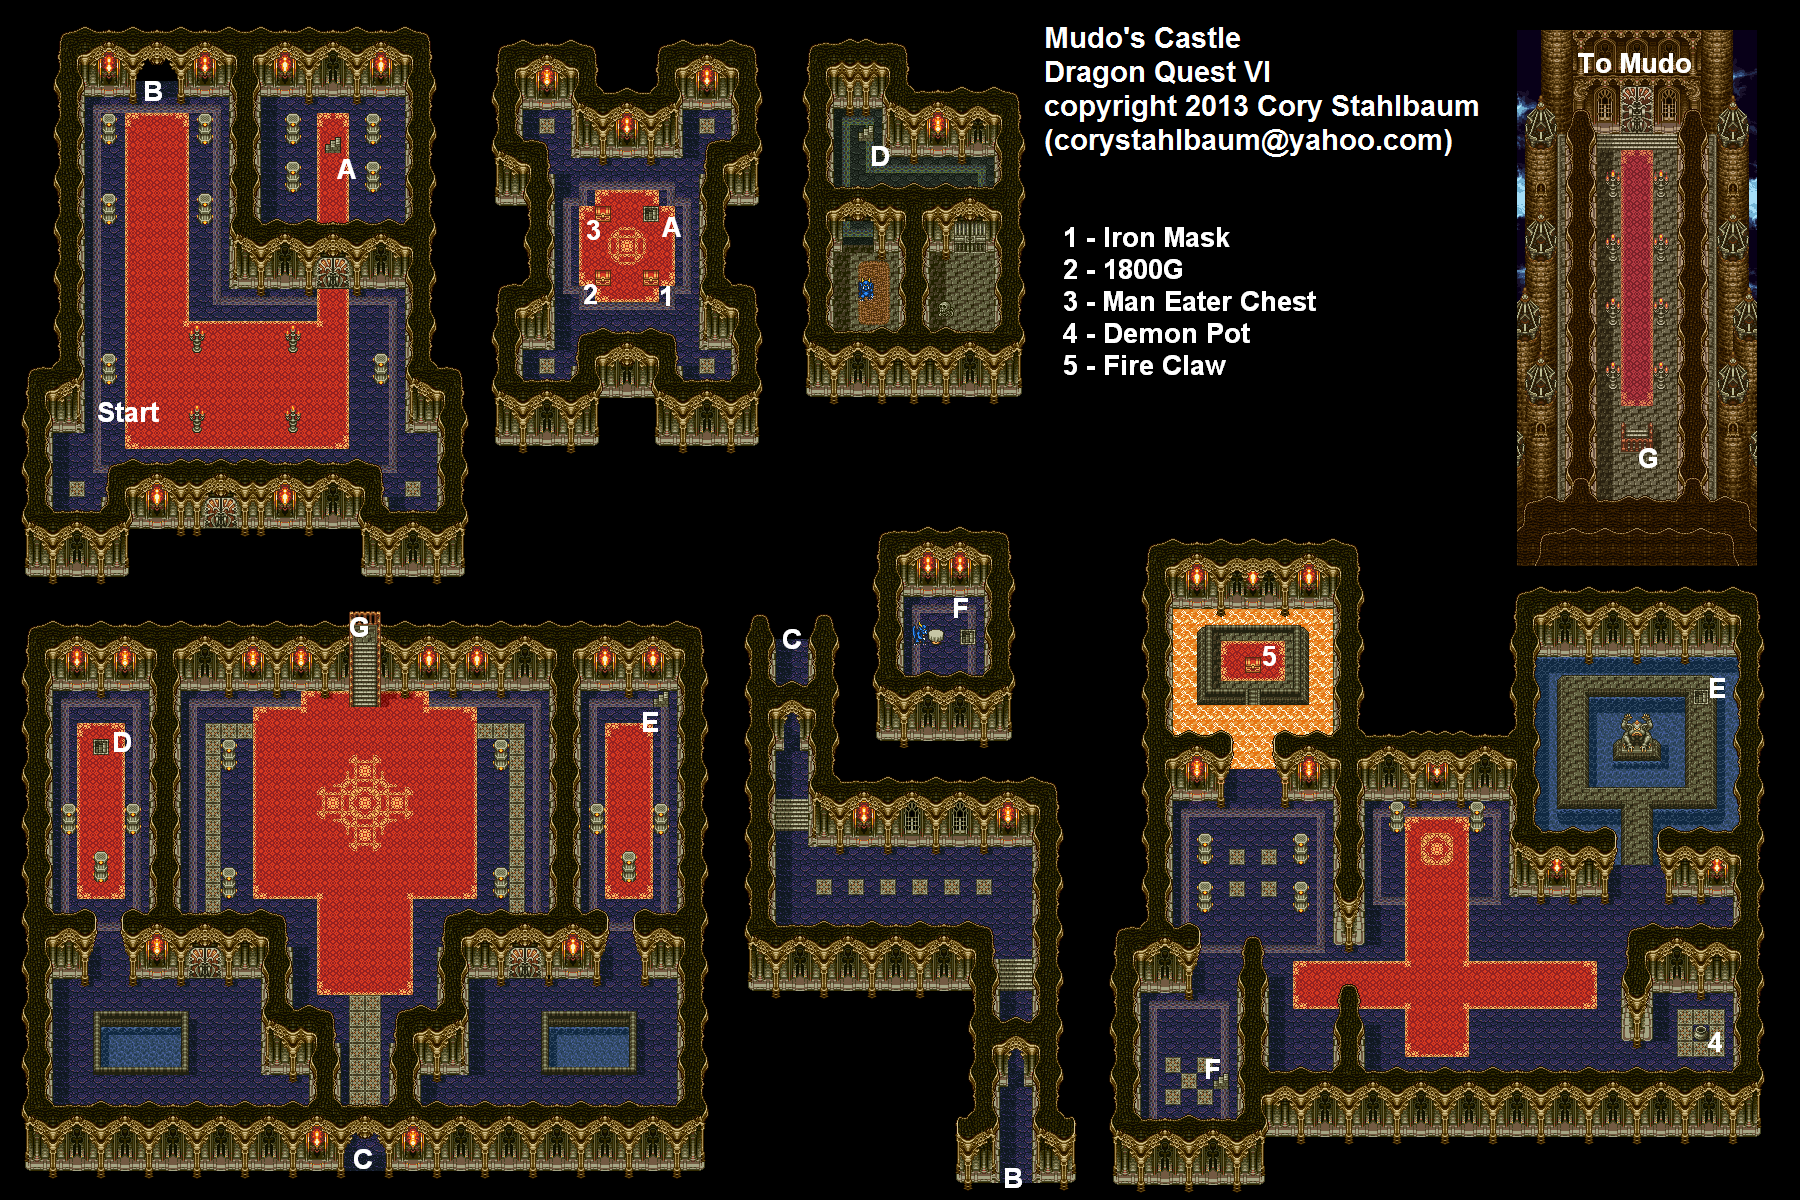 Mudo's Castle
Dragon Quest VI
copyright 2013 Cory Stahlbaum
(corystahlbaum@yahoo.com)
To Mudo
B
A
D
3
A
2
1
1 - Iron Mask
2 - 1800G
3 - Man Eater Chest
4 - Demon Pot
5 - Fire Claw
Start
G
G
C
F
5
E
E
D
4
F
C
B